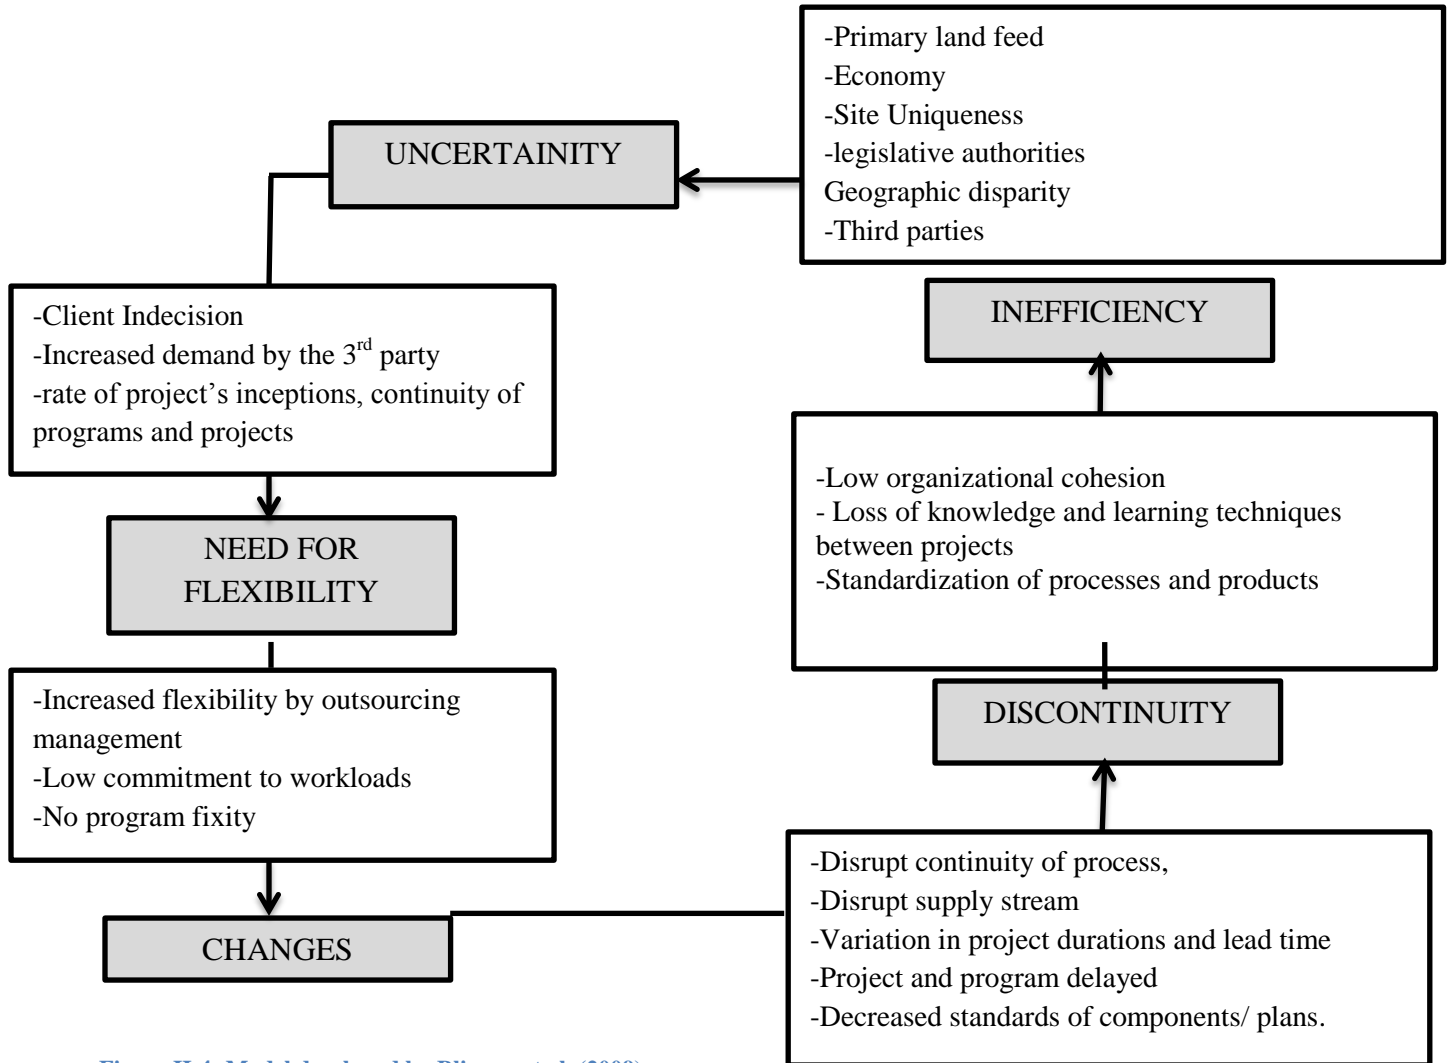 -Primary land feed
-Economy
-Site Uniqueness
-legislative authorities
Geographic disparity
-Third parties
UNCERTAINITY
-Client Indecision
-Increased demand by the 3rd party
-rate of project's inceptions, continuity of
programs and projects
NEED FOR
FLEXIBILITY
-Increased flexibility by outsourcing
management
-Low commitment to workloads
-No program fixity
CHANGES
-Disrupt continuity of process,
-Disrupt supply stream
-Variation in project durations and lead time
-Project and program delayed
-Decreased standards of components/ plans.
DISCONTINUITY
-Low organizational cohesion
- Loss of knowledge and learning techniques
between projects
-Standardization of processes and products
INEFFICIENCY